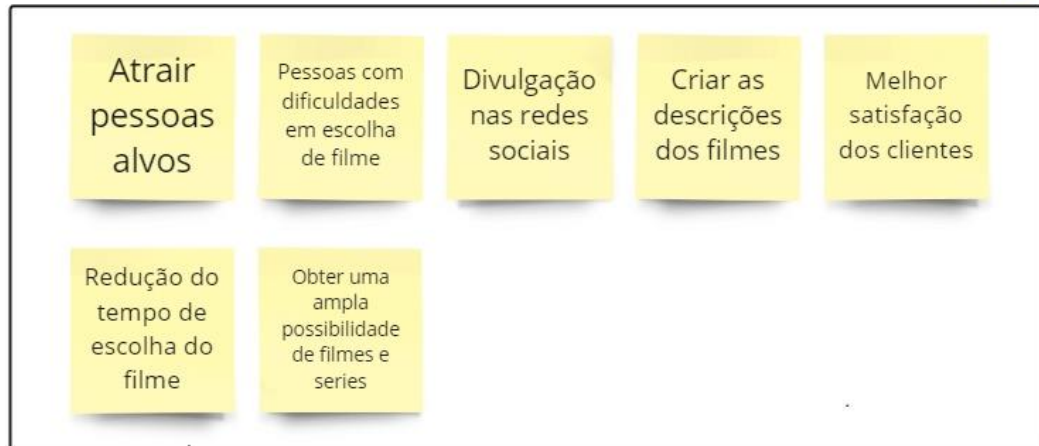 Atrair
pessoas
alvos
Pessoas com
dificuldades
em escolha
de filme
Divulgação
nas redes
sociais
Criar as
descrições
dos filmes
Melhor
satisfação
dos clientes
Redução do
tempo de
escolha do
filme
Obter uma
ampla
possibilidade
de filmes e
series